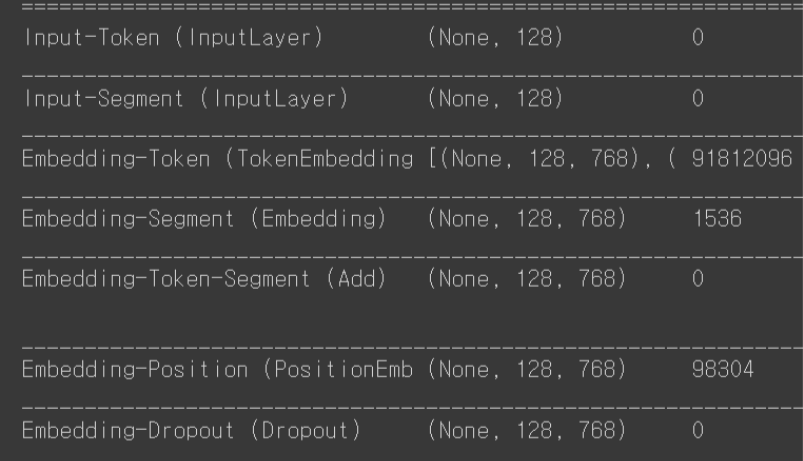 Input-Token (InputLayer) (None, 128) 0
Input-Segment (InputLayer) (None, 128) 0
Embedding-Token (TokenEmbedding [(None, 128, 768), ( 91812096
Embedding-Segment (Embedding) (None, 128, 768) 1536
Embedding-Token-Segment (Add) (None, 128, 768) 0
Embedding-Position (PositionEmb (None, 128, 768) 98304
Embedding-Dropout (Dropout) (None, 128, 768) 0